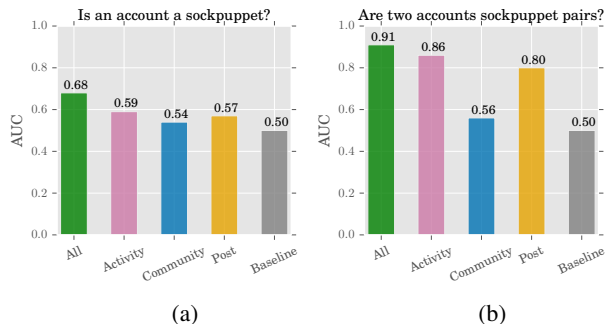 Is an account a sockpuppet?
AUC
1.0
0.8
0.6
0.4
0.2
0.0
0.68
0.59
0.54
0.57
0.50
All
Activity
Community
Post
Baseline
(a)
Are two accounts sockpuppet pairs?
AUC
1.0
0.8
0.6
0.4
0.2
0.0
0.91
0.86
0.56
0.80
0.50
All
Activity
Community
Post
Baseline
(b)